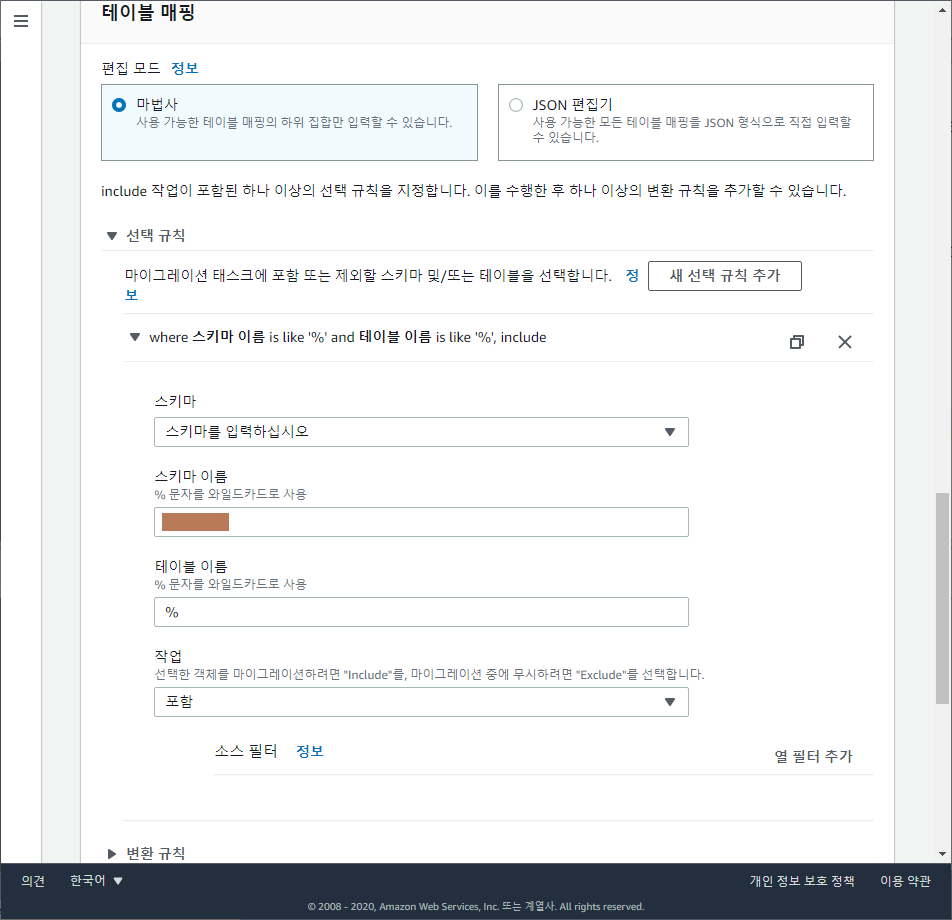 테이블 매핑
편집 모드 정보
마법사
사용 가능한 테이블 매핑의 하위 집합만 입력할 수 있습니다.
JSON 편집기
사용 가능한 모든 테이블 매핑을 JSON 형식으로 직접 입력할
수 있습니다.
include 작업이 포함된 하나 이상의 선택 규칙을 지정합니다. 이를 수행한 후 하나 이상의 변환 규칙을 추가할 수 있습니다.
선택 규칙
마이그레이션 태스크에 포함 또는 제외할 스키마 및/또는 테이블을 선택합니다. 정
보
새 선택 규칙 추가
where 스키마 이름 is like '%' and 테이블 이름 is like '%', include
스키마
스키마를 입력하십시오
스키마 이름
% 문자를 와일드카드로 사용
테이블 이름
% 문자를 와일드카드로 사용
%
작업
선택한 객체를 마이그레이션하려면 "Include"를, 마이그레이션 중에 무시하려면 "Exclude"를 선택합니다.
포함
소스 필터 정보
열 필터 추가
변환 규칙
의견 한국어 개인 정보 보호 정책 이용 약관
© 2008 - 2020, Amazon Web Services, Inc. 또는 계열사. All rights reserved.